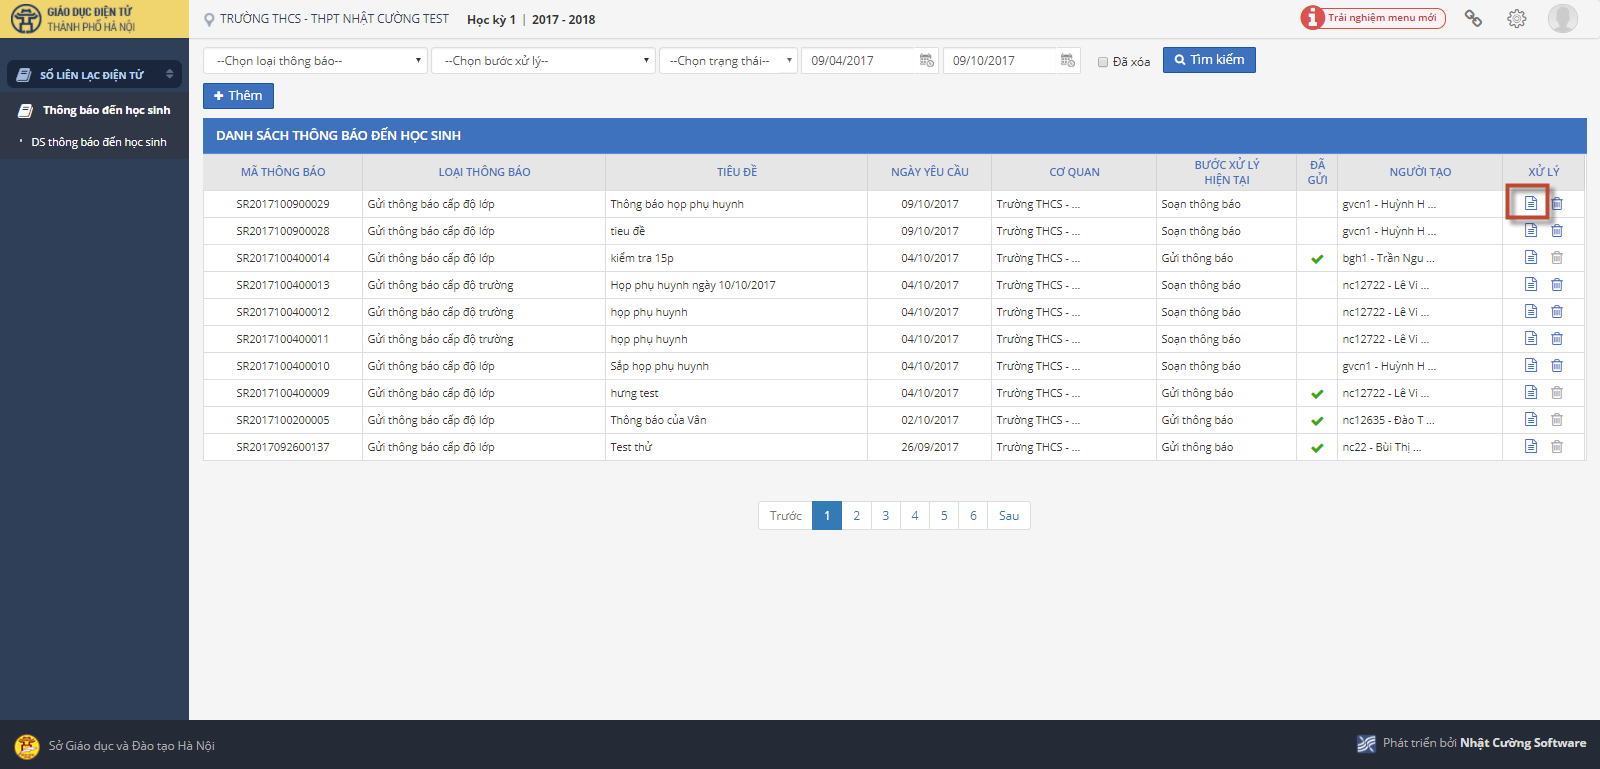 GIÁO DỤC ĐIỆN TỬ
THÀNH PHỐ HÀ NỘI
TRƯỜNG THCS - THPT NHẬT CƯỜNG TEST Học kỳ 1 | 2017 - 2018
Trải nghiệm menu mới
SỔ LIÊN LẠC ĐIỆN TỬ
Thông báo đến học sinh
DS thông báo đến học sinh
--Chọn loại thông báo-- --Chọn bước xử lý-- --Chọn trạng thái-- 09/04/2017 09/10/2017 Đã xóa Tìm kiếm
Thêm
DANH SÁCH THÔNG BÁO ĐẾN HỌC SINH
MÃ THÔNG BÁO LOẠI THÔNG BÁO TIÊU ĐỀ NGÀY YÊU CẦU CƠ QUAN BƯỚC XỬ LÝ HIỆN TẠI ĐÃ GỬI NGƯỜI TẠO XỬ LÝ
SR2017100900029 Gửi thông báo cấp độ lớp Thông báo họp phụ huynh 09/10/2017 Trường THCS - ... Soạn thông báo gvcn1 - Huỳnh H ...
SR2017100900028 Gửi thông báo cấp độ lớp tieu đề 09/10/2017 Trường THCS - ... Soạn thông báo gvcn1 - Huỳnh H ...
SR2017100400014 Gửi thông báo cấp độ lớp kiểm tra 15p 04/10/2017 Trường THCS - ... Gửi thông báo bgh1 - Trần Ngu ...
SR2017100400013 Gửi thông báo cấp độ trường Họp phụ huynh ngày 10/10/2017 04/10/2017 Trường THCS - ... Soạn thông báo nc12722 - Lê Vi ...
SR2017100400012 Gửi thông báo cấp độ trường họp phụ huynh 04/10/2017 Trường THCS - ... Soạn thông báo nc12722 - Lê Vi ...
SR2017100400011 Gửi thông báo cấp độ trường họp phụ huynh 04/10/2017 Trường THCS - ... Soạn thông báo nc12722 - Lê Vi ...
SR2017100400010 Gửi thông báo cấp độ lớp Sắp họp phụ huynh 04/10/2017 Trường THCS - ... Soạn thông báo gvcn1 - Huỳnh H ...
SR2017100400009 Gửi thông báo cấp độ lớp hưng test 04/10/2017 Trường THCS - ... Gửi thông báo nc12722 - Lê Vi ...
SR2017100200005 Gửi thông báo cấp độ lớp Thông báo của Vân 02/10/2017 Trường THCS - ... Gửi thông báo nc12635 - Đào T ...
SR2017092600137 Gửi thông báo cấp độ lớp Test thử 26/09/2017 Trường THCS - ... Gửi thông báo nc22 - Bùi Thị ...
Trước 1 2 3 4 5 6 Sau
Sở Giáo dục và Đào tạo Hà Nội
Phát triển bởi Nhật Cường Software